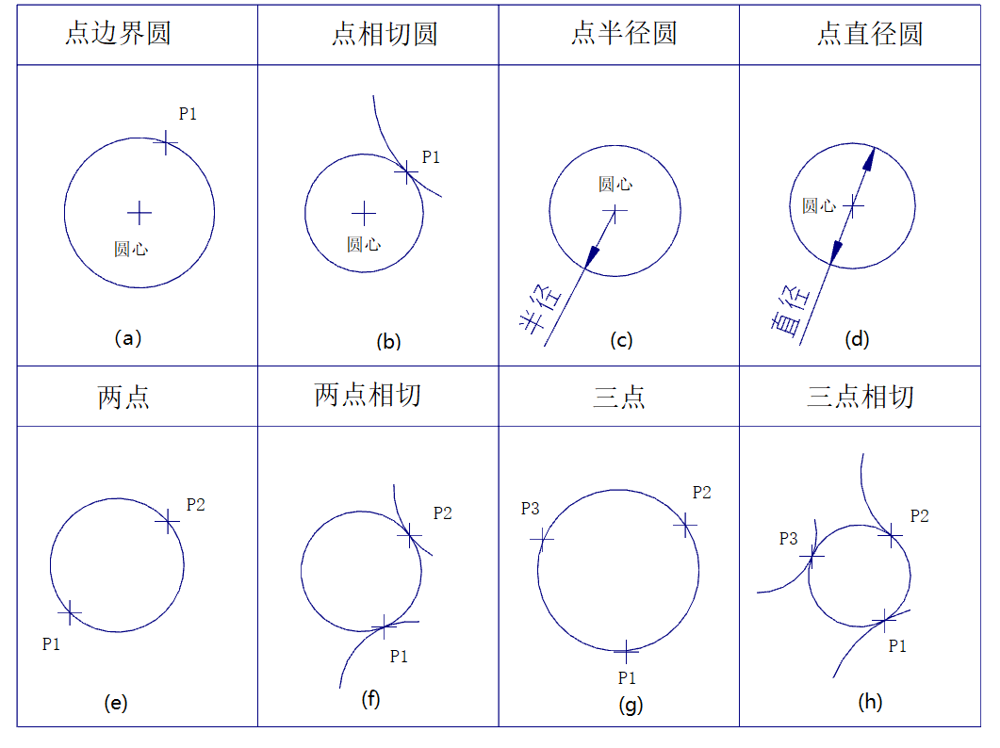 点边界圆
点相切圆
点半径圆
点直径圆
P1
圆心
(a)
P1
圆心
(b)
圆心
半径
(c)
圆心
直径
(d)
两点
两点相切
三点
三点相切
P2
P1
(e)
P2
P1
(f)
P3
P2
P1
(g)
P2
P3
P1
(h)